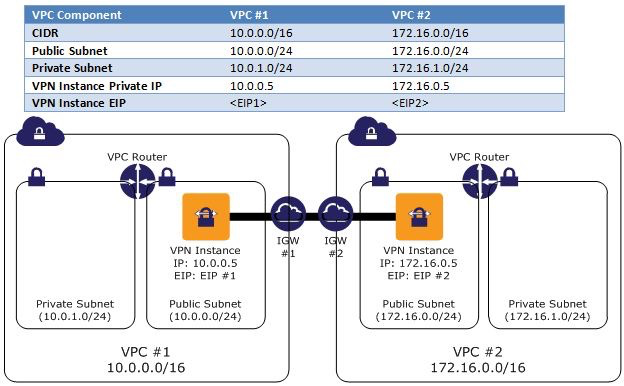 VPC Component VPC #1 VPC #2
CIDR 10.0.0.0/16 172.16.0.0/16
Public Subnet 10.0.0.0/24 172.16.0.0/24
Private Subnet 10.0.1.0/24 172.16.1.0/24
VPN Instance Private IP 10.0.0.5 172.16.0.5
VPN Instance EIP <EIP1> <EIP2>
VPC Router
VPN Instance
IP: 10.0.0.5
EIP: EIP #1
Private Subnet
(10.0.1.0/24)
Public Subnet
(10.0.0.0/24)
VPC #1
10.0.0.0/16
IGW
#1
IGW
#2
VPC Router
VPN Instance
IP: 172.16.0.5
EIP: EIP #2
Public Subnet
(172.16.0.0/24)
Private Subnet
(172.16.1.0/24)
VPC #2
172.16.0.0/16